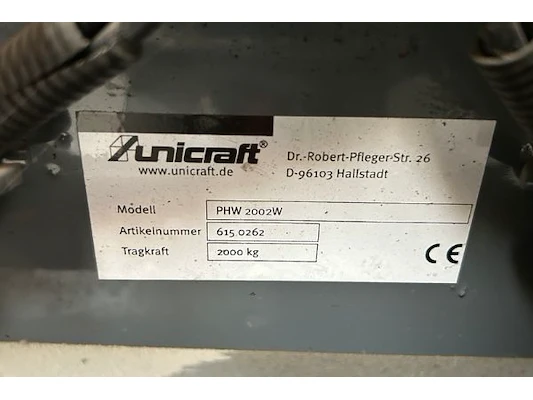 unicraft®
www.unicraft.de
Dr.-Robert-Pfleger-Str. 26
D-96103 Hallstadt
Modell PHW 2002W
Artikelnummer 615 0262
Tragkraft 2000 kg
CE